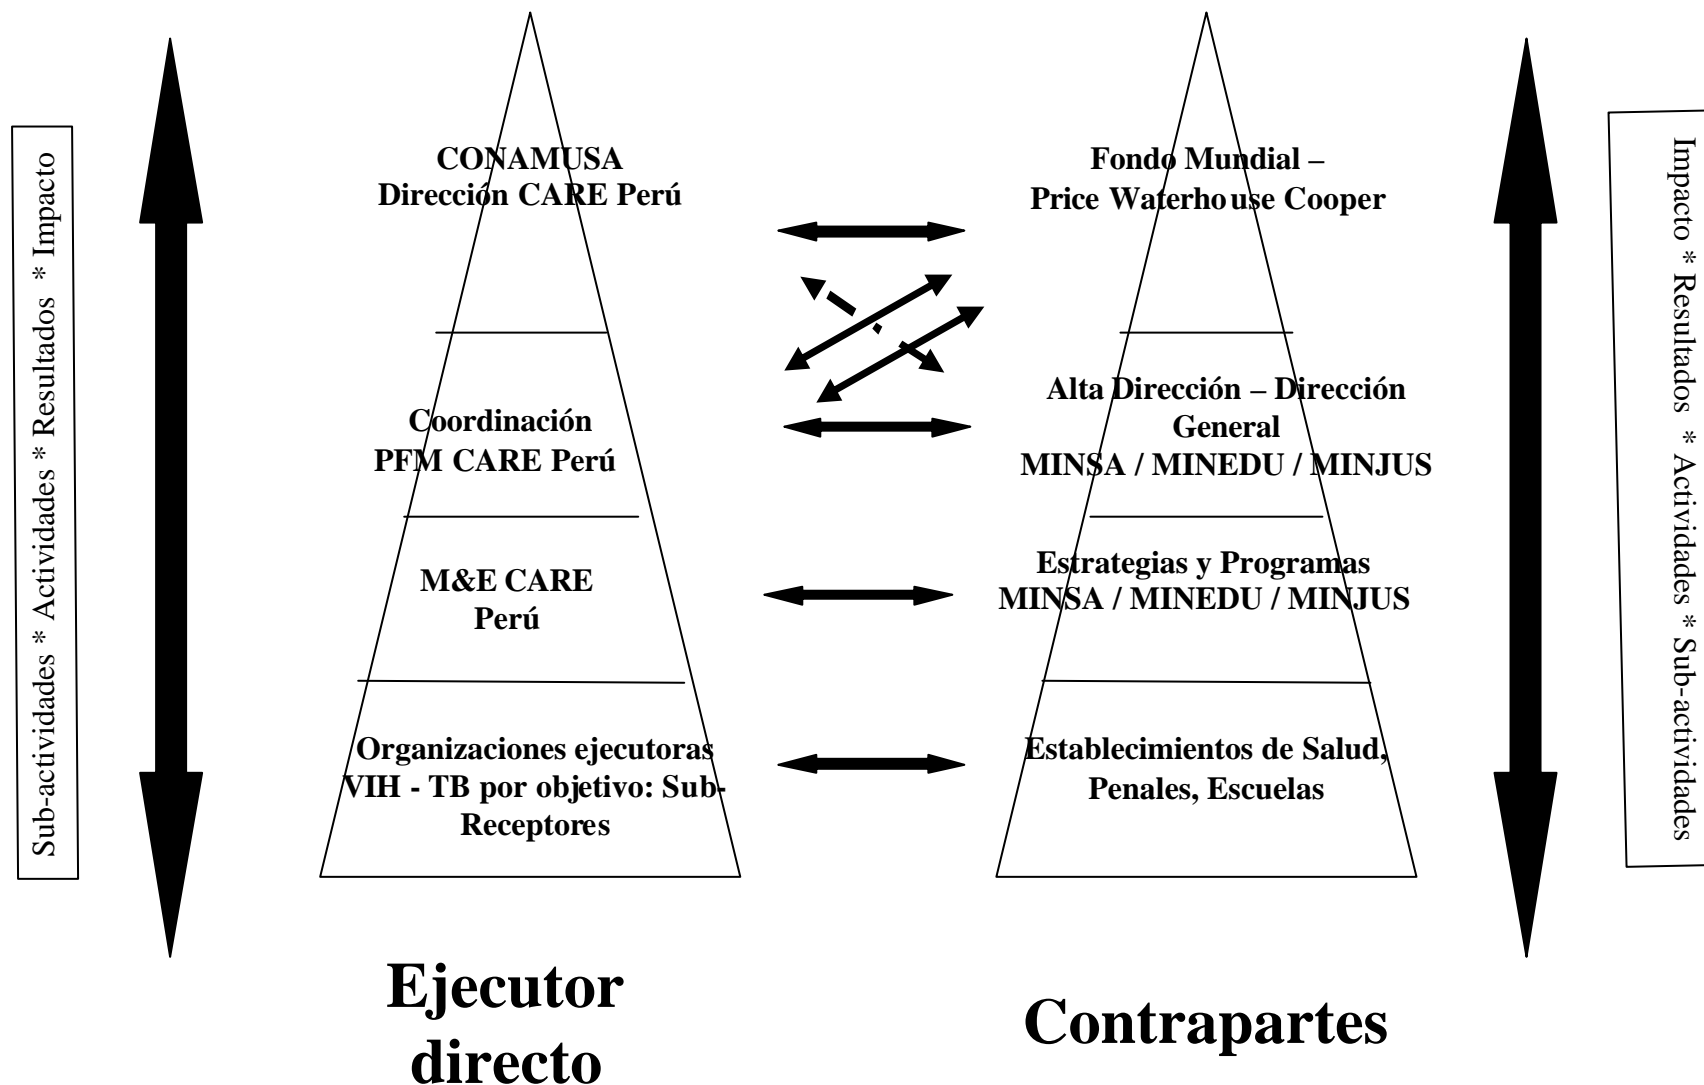 Sub-actividades * Actividades * Resultados * Impacto
CONAMUSA
Dirección CARE Perú
Coordinación
PFM CARE Perú
M&E CARE
Perú
Organizaciones ejecutoras
VIH - TB por objetivo: Sub-
Receptores
Ejecutor
directo
Fondo Mundial –
Price Waterhouse Cooper
Alta Dirección – Dirección
General
MINSA / MINEDU / MINJUS
Estrategias y Programas
MINSA / MINEDU / MINJUS
Establecimientos de Salud,
Penales, Escuelas
Contrapartes
Impacto * Resultados * Actividades * Sub-actividades